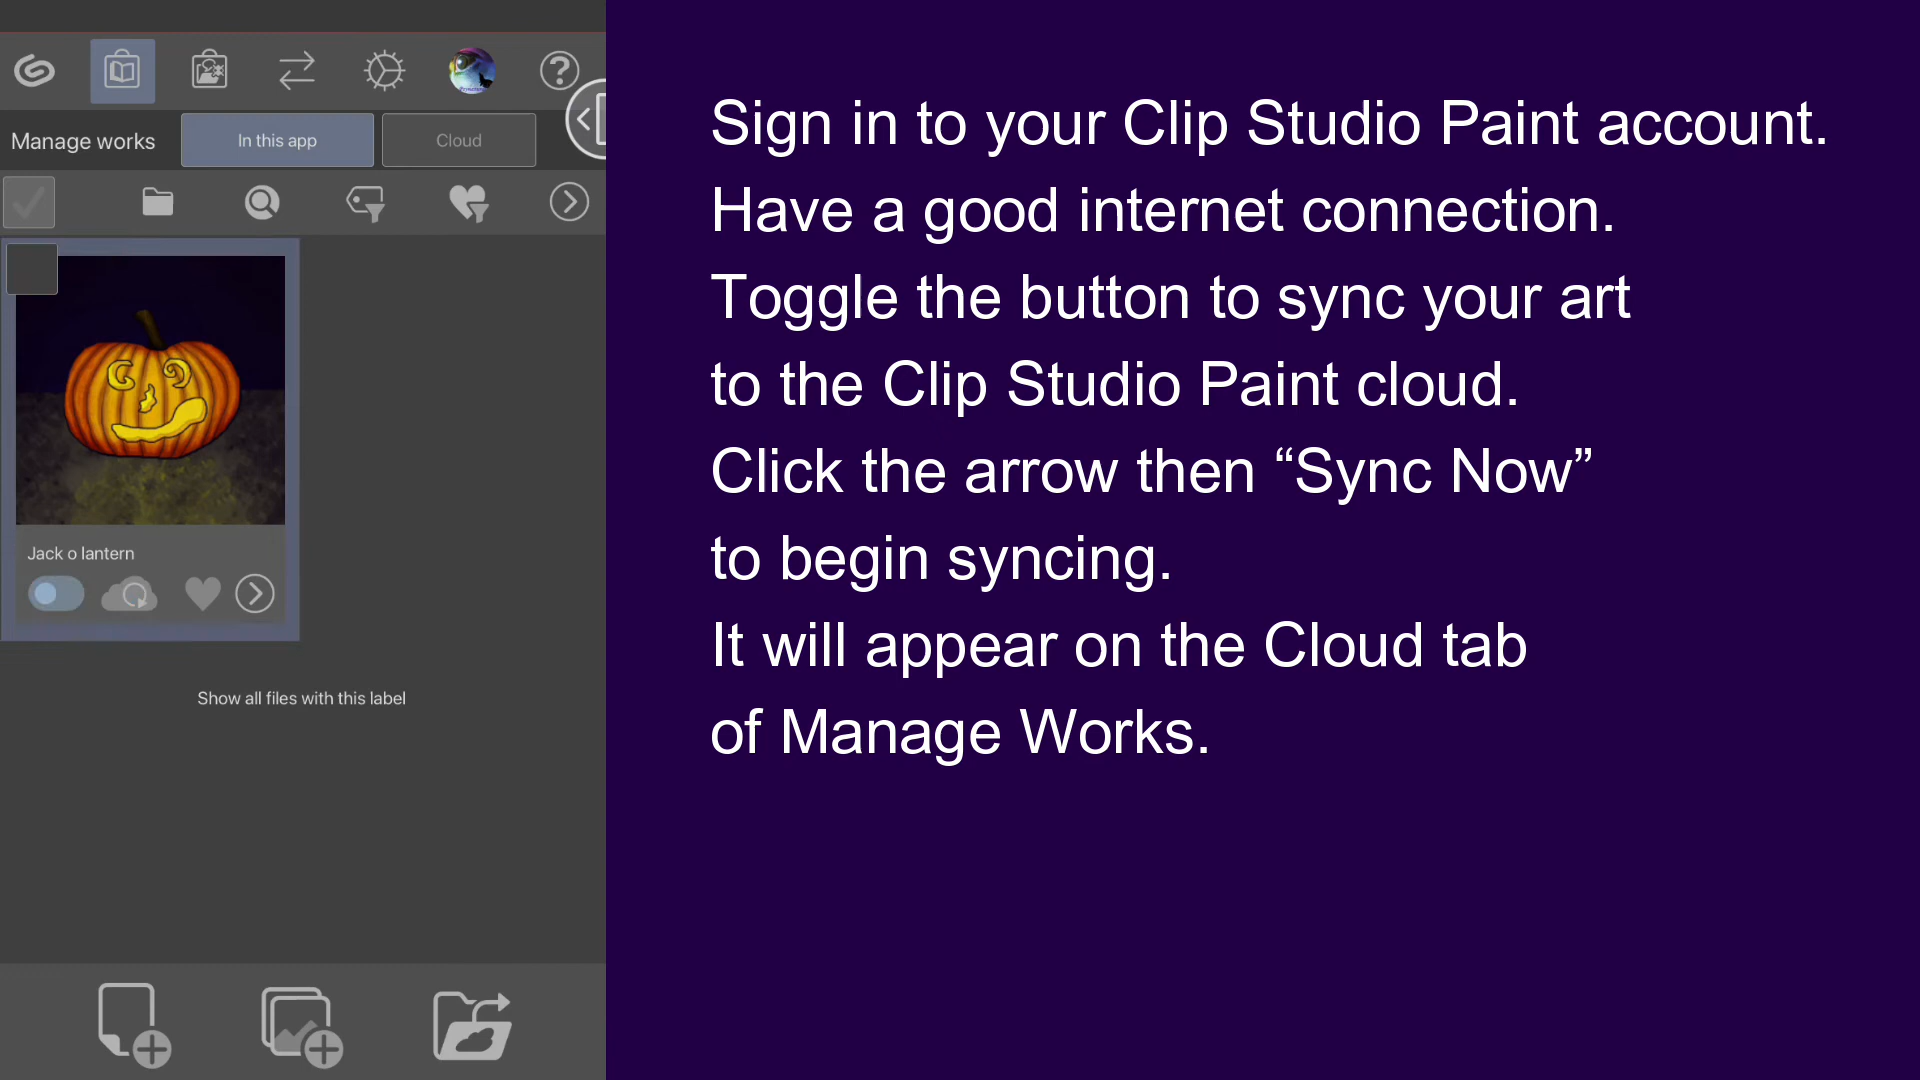 Manage works
In this app
Cloud
Jack o lantern
Show all files with this label
Sign in to your Clip Studio Paint account.
Have a good internet connection.
Toggle the button to sync your art
to the Clip Studio Paint cloud.
Click the arrow then “Sync Now”
to begin syncing.
It will appear on the Cloud tab
of Manage Works.